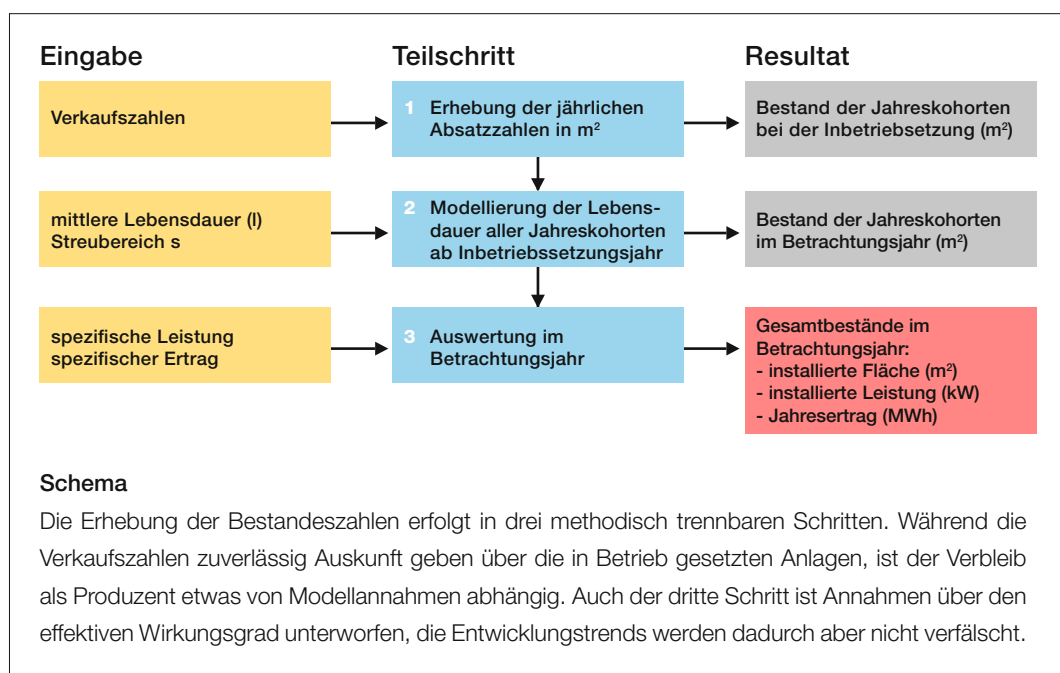 Eingabe
Teilschritt
Resultat
Verkaufszahlen
1 Erhebung der jährlichen
Absatzzahlen in m²
Bestand der Jahreskohorten
bei der Inbetriebsetzung (m²)
mittlere Lebensdauer (l)
Streubereich s
2 Modellierung der Lebens-
dauer aller Jahreskohorten
ab Inbetriebssetzungsjahr
Bestand der Jahreskohorten
im Betrachtungsjahr (m²)
spezifische Leistung
spezifischer Ertrag
3 Auswertung im
Betrachtungsjahr
Gesamtbestände im
Betrachtungsjahr:
- installierte Fläche (m²)
- installierte Leistung (kW)
- Jahresertrag (MWh)
Schema
Die Erhebung der Bestandeszahlen erfolgt in drei methodisch trennbaren Schritten. Während die
Verkaufszahlen zuverlässig Auskunft geben über die in Betrieb gesetzten Anlagen, ist der Verbleib
als Produzent etwas von Modellannahmen abhängig. Auch der dritte Schritt ist Annahmen über den
effektiven Wirkungsgrad unterworfen, die Entwicklungstrends werden dadurch aber nicht verfälscht.